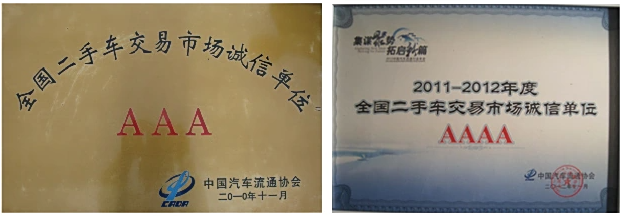 全国二手车交易市场诚信单位
AAA
CADA
中国汽车流通协会
二〇一〇年十一月
2011-2012年度
全国二手车交易市场诚信单位
AAAA
中国汽车流通协会